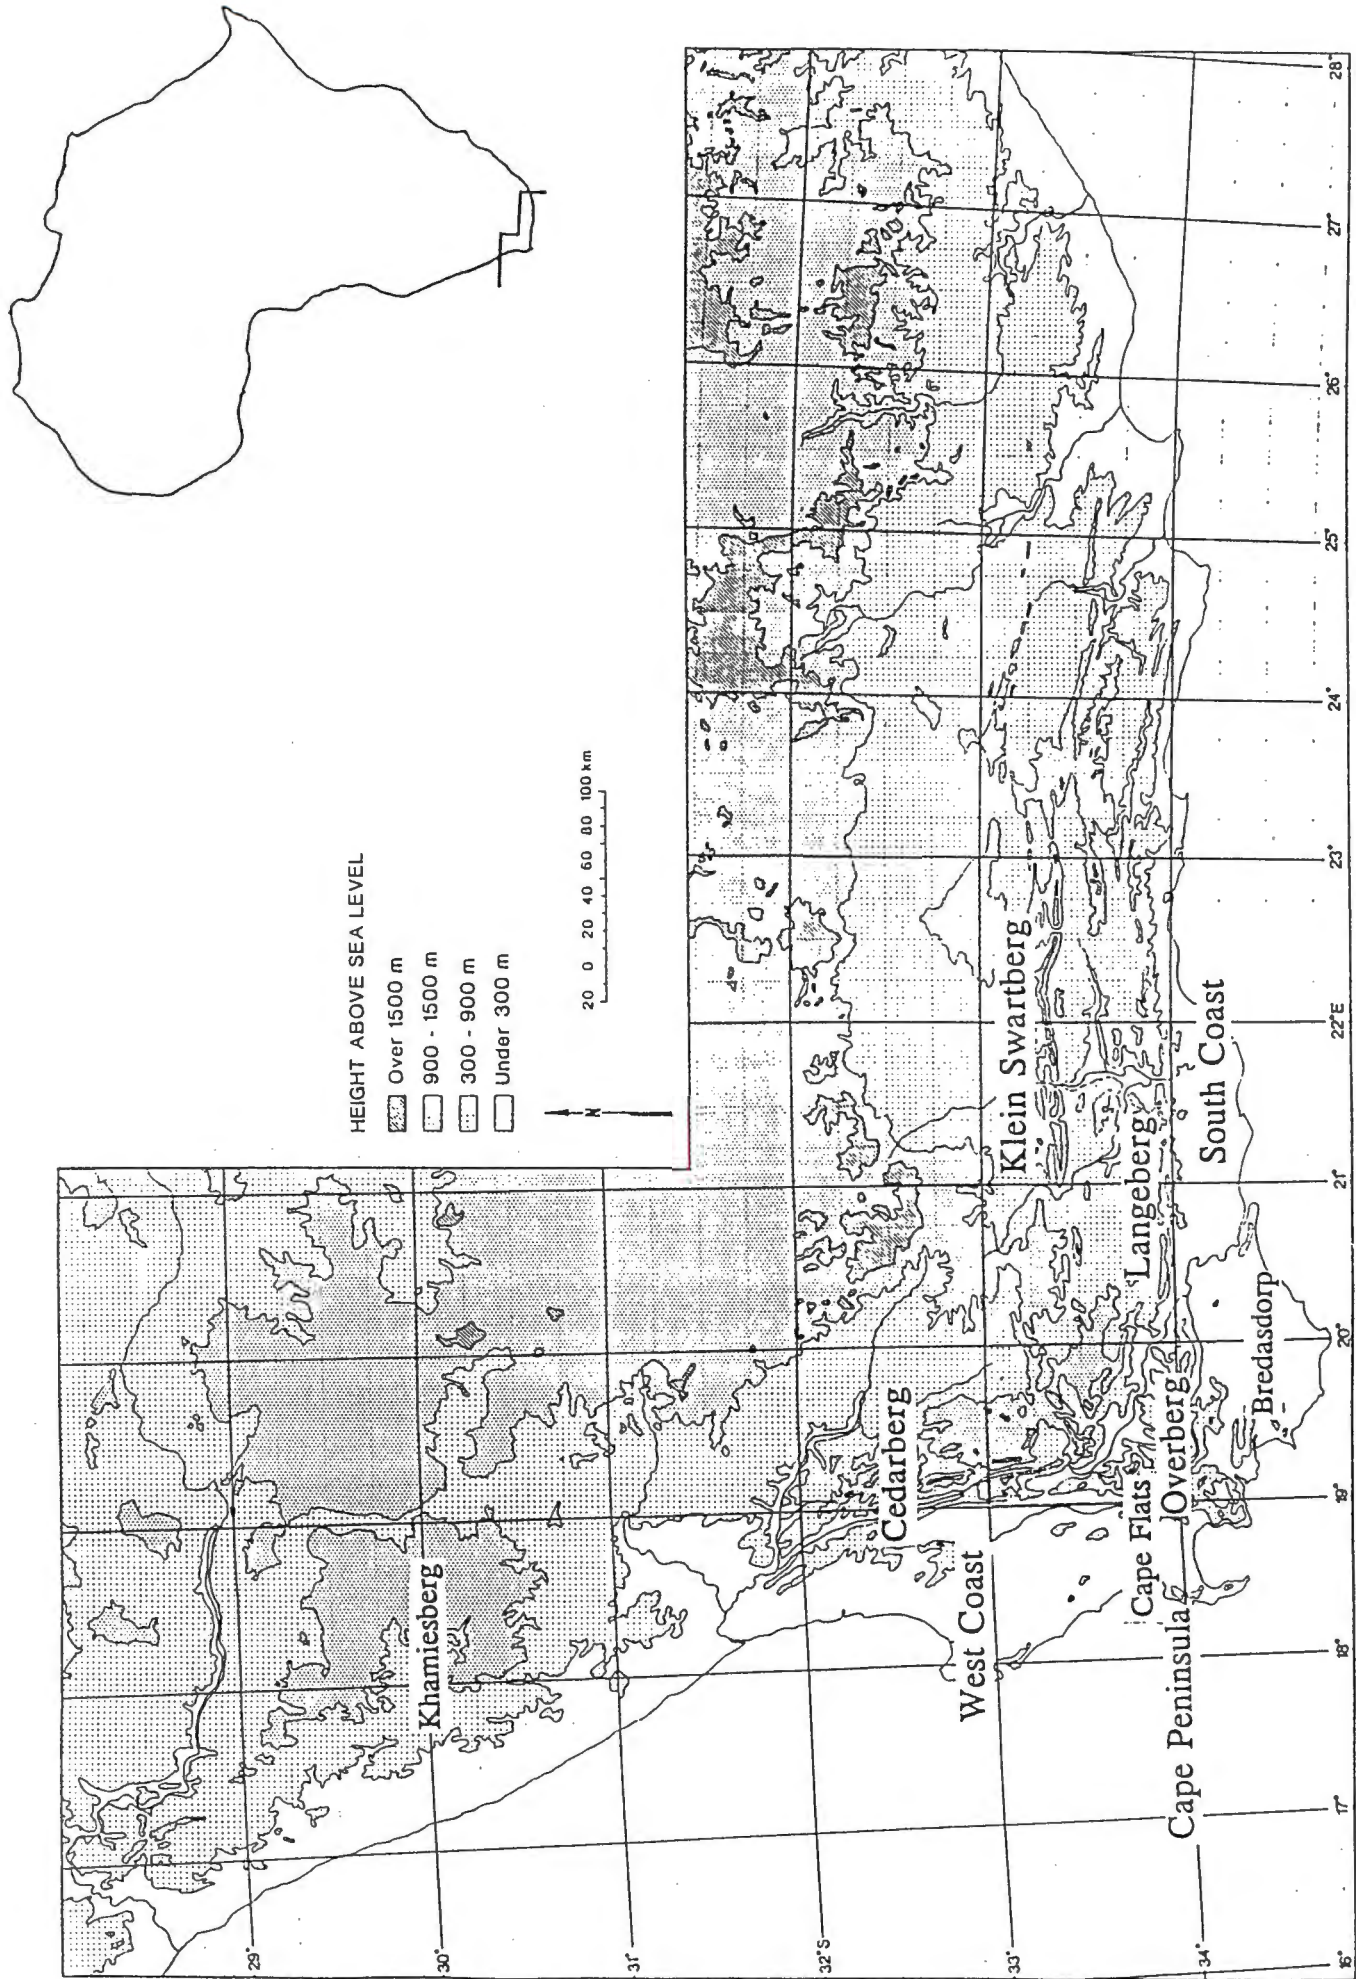 HEIGHT ABOVE SEA LEVEL
Over 1500 m
900 - 1500 m
300 - 900 m
Under 300 m
20 0 20 40 60 80 100 km
N
Khamiesberg
Cedarberg
West Coast
Klein Swartberg
Langeberg
Cape Flats
Overberg
Cape Peninsula
South Coast
Bredasdorp
29°
30°
31°
32°S
33°
34°
16°
17°
18°
19°
20°
21°
22°E
23°
24°
25°
26°
27°
28°